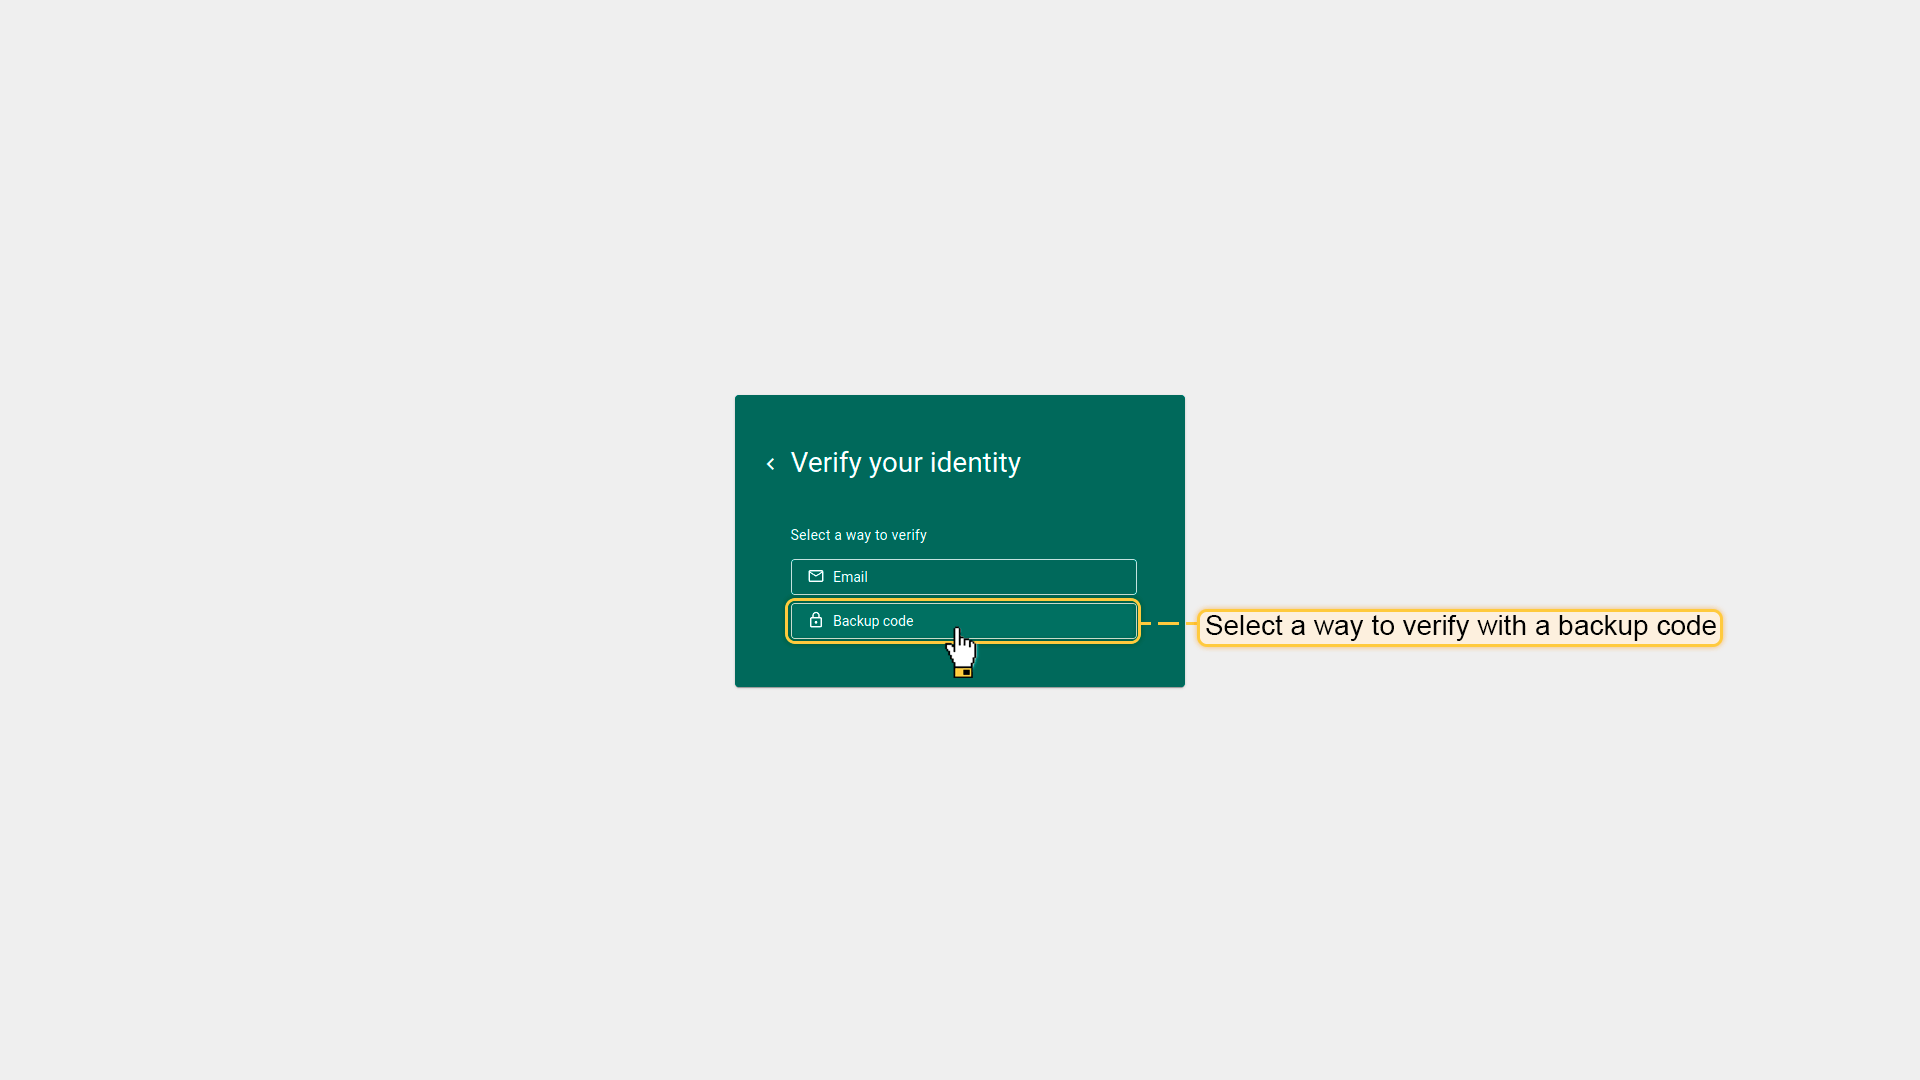 Verify your identity
Select a way to verify
Email
Backup code
Select a way to verify with a backup code